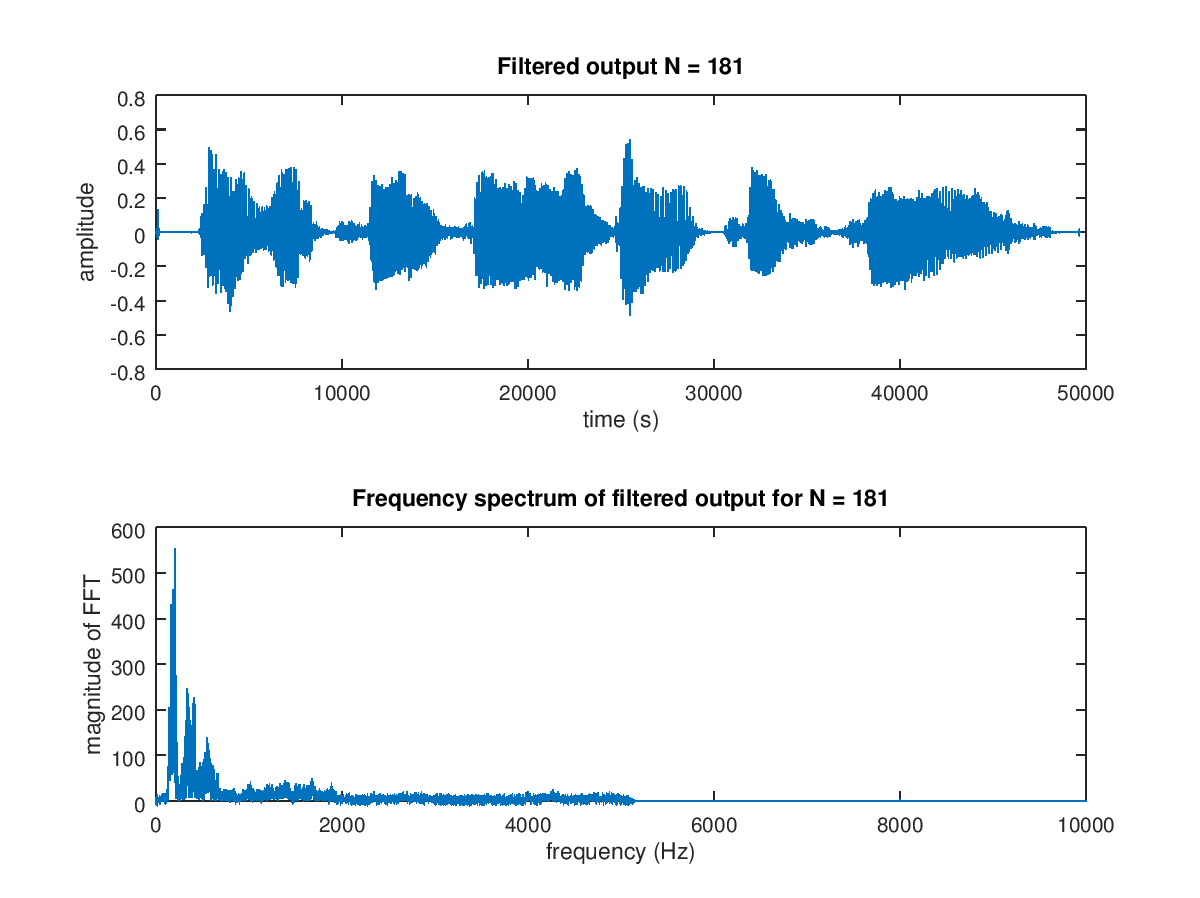 Filtered output N = 181
0.8
0.6
0.4
0.2
0
-0.2
-0.4
-0.6
-0.8
amplitude
0 10000 20000 30000 40000 50000
time (s)
Frequency spectrum of filtered output for N = 181
600
500
400
300
200
100
0
magnitude of FFT
0 2000 4000 6000 8000 10000
frequency (Hz)